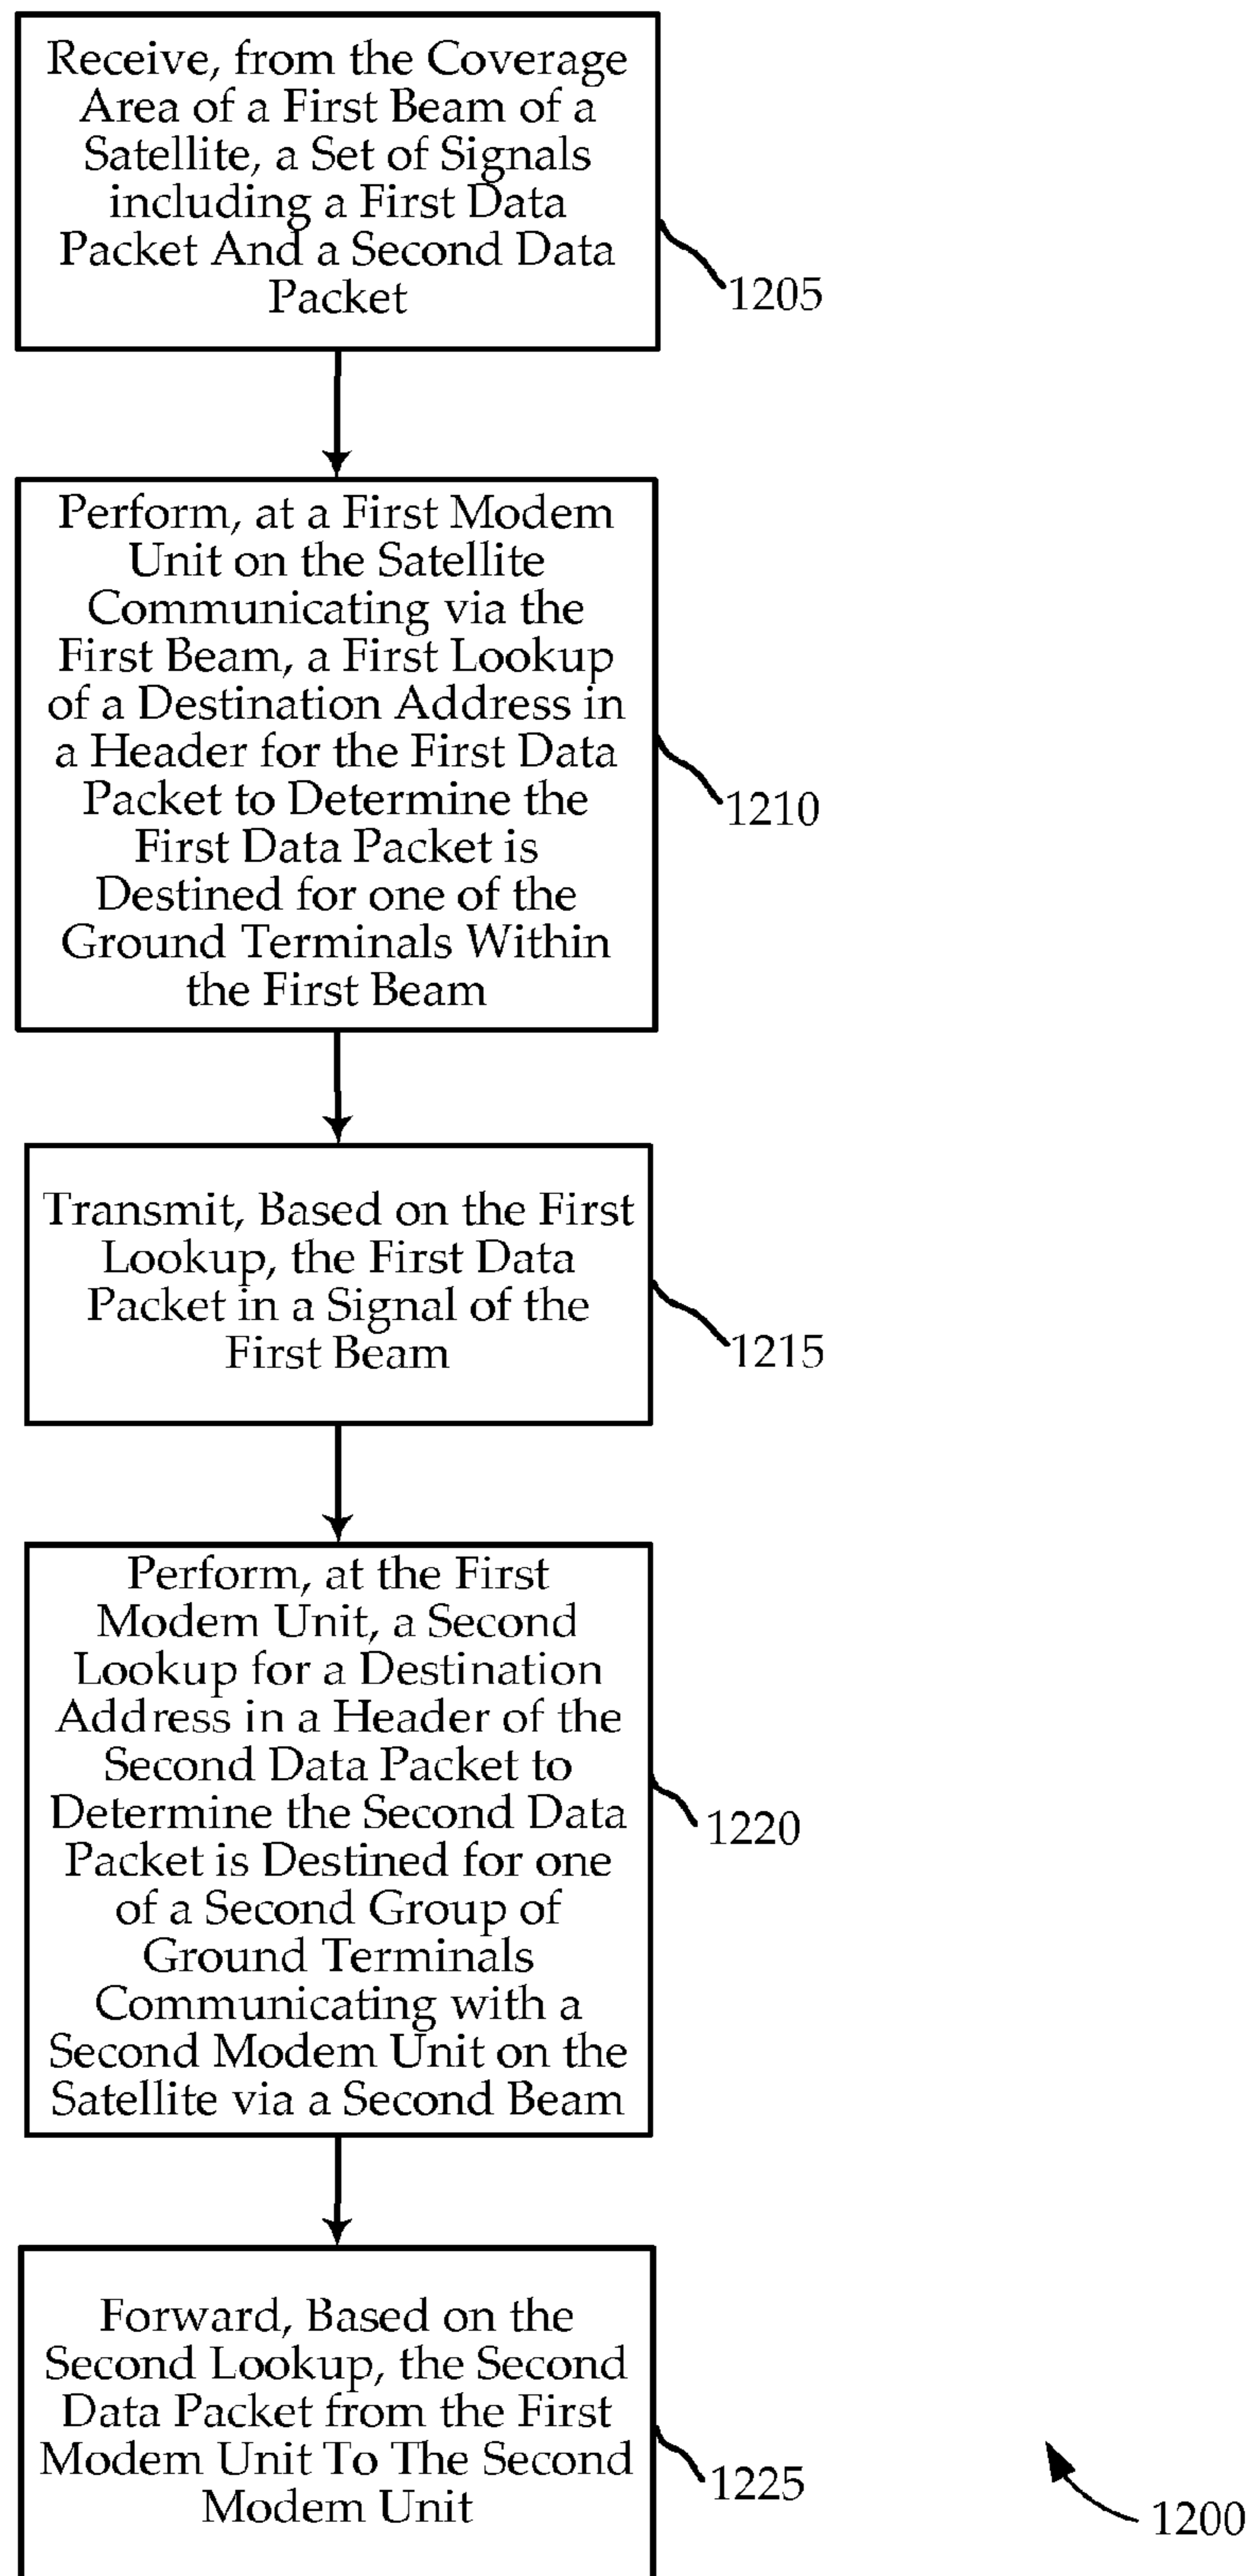 Receive, from the Coverage
Area of a First Beam of a
Satellite, a Set of Signals
including a First Data
Packet And a Second Data
Packet
1205
Perform, at a First Modem
Unit on the Satellite
Communicating via the
First Beam, a First Lookup
of a Destination Address in
a Header for the First Data
Packet to Determine the
First Data Packet is
Destined for one of the
Ground Terminals Within
the First Beam
1210
Transmit, Based on the First
Lookup, the First Data
Packet in a Signal of the
First Beam
1215
Perform, at the First
Modem Unit, a Second
Lookup for a Destination
Address in a Header of the
Second Data Packet to
Determine the Second Data
Packet is Destined for one
of a Second Group of
Ground Terminals
Communicating with a
Second Modem Unit on the
Satellite via a Second Beam
1220
Forward, Based on the
Second Lookup, the Second
Data Packet from the First
Modem Unit To The Second
Modem Unit
1225
1200